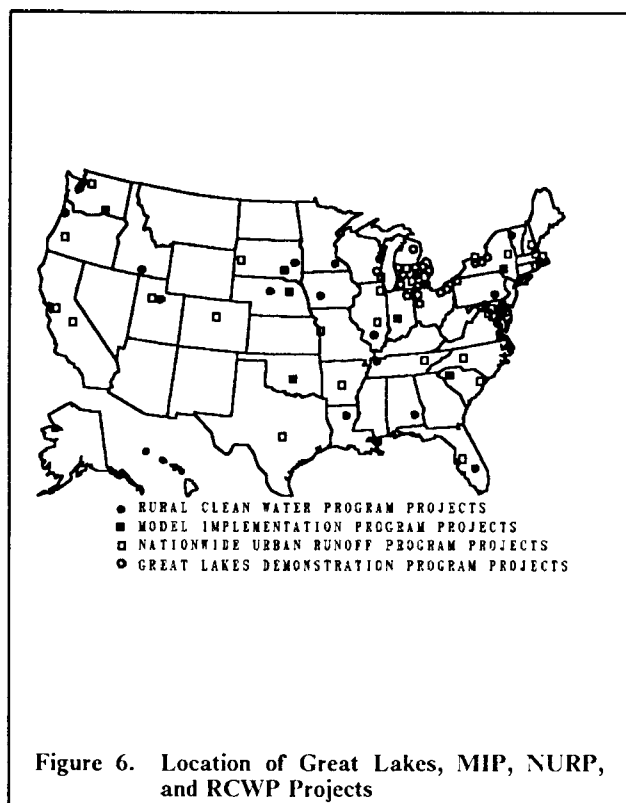 RURAL CLEAN WATER PROGRAM PROJECTS
MODEL IMPLEMENTATION PROGRAM PROJECTS
NATIONWIDE URBAN RUNOFF PROGRAM PROJECTS
GREAT LAKES DEMONSTRATION PROGRAM PROJECTS
Figure 6. Location of Great Lakes, MIP, NURP,
and RCWP Projects